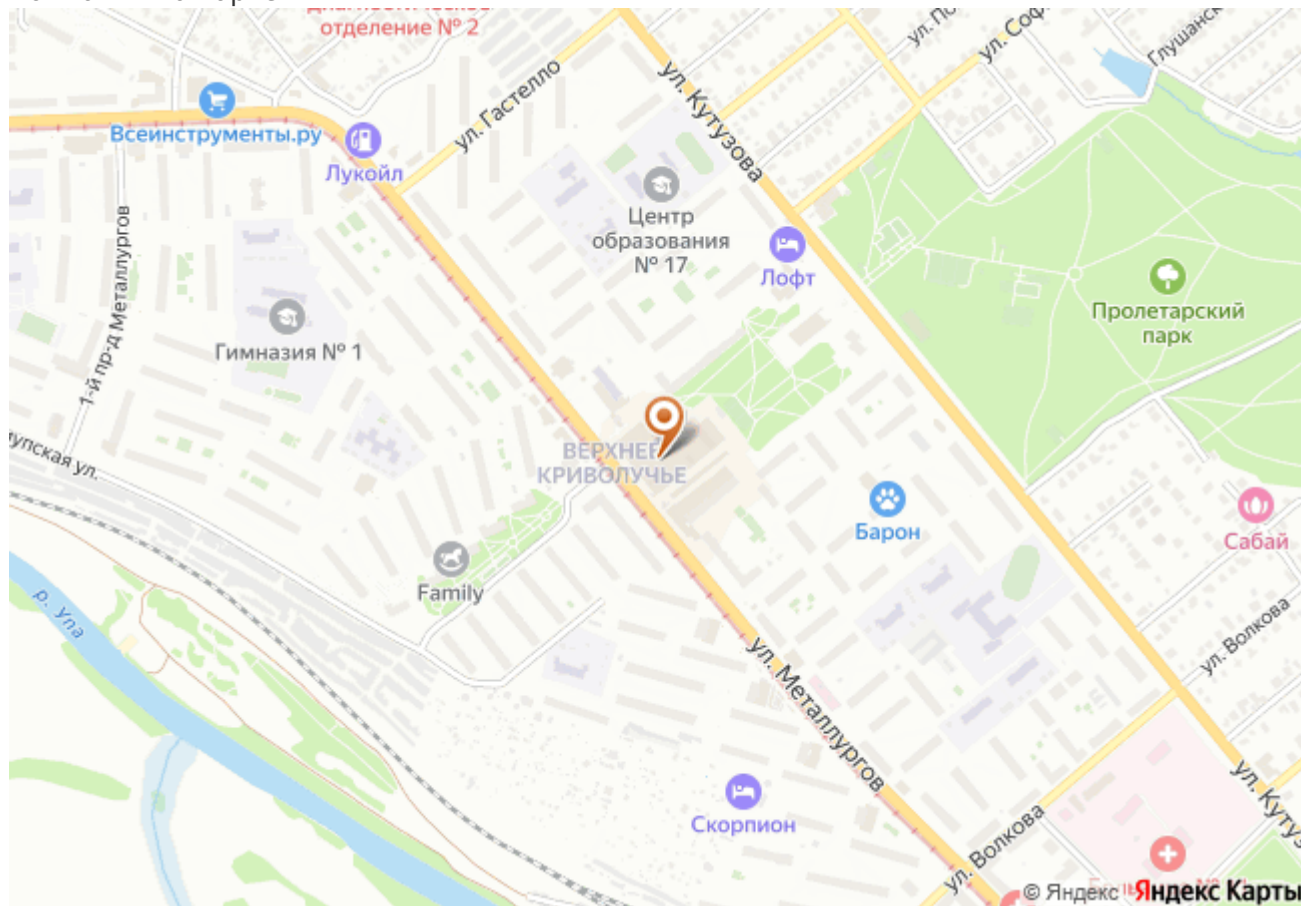 отделение № 2
ул. Гастелло
ул. Кутузова
Всеинструменты.ру
Лукойл
Центр
образования
№ 17
Лофт
Пролетарский
парк
1-й пр-д Металлургов
Гимназия № 1
ВЕРХНЕЕ
КРИВОЛУЧЬЕ
Барон
Сабай
Family
р. Упа
ул. Волкова
ул. Металлургов
Скорпион
ул. Волкова
© Яндекс Яндекс Карты